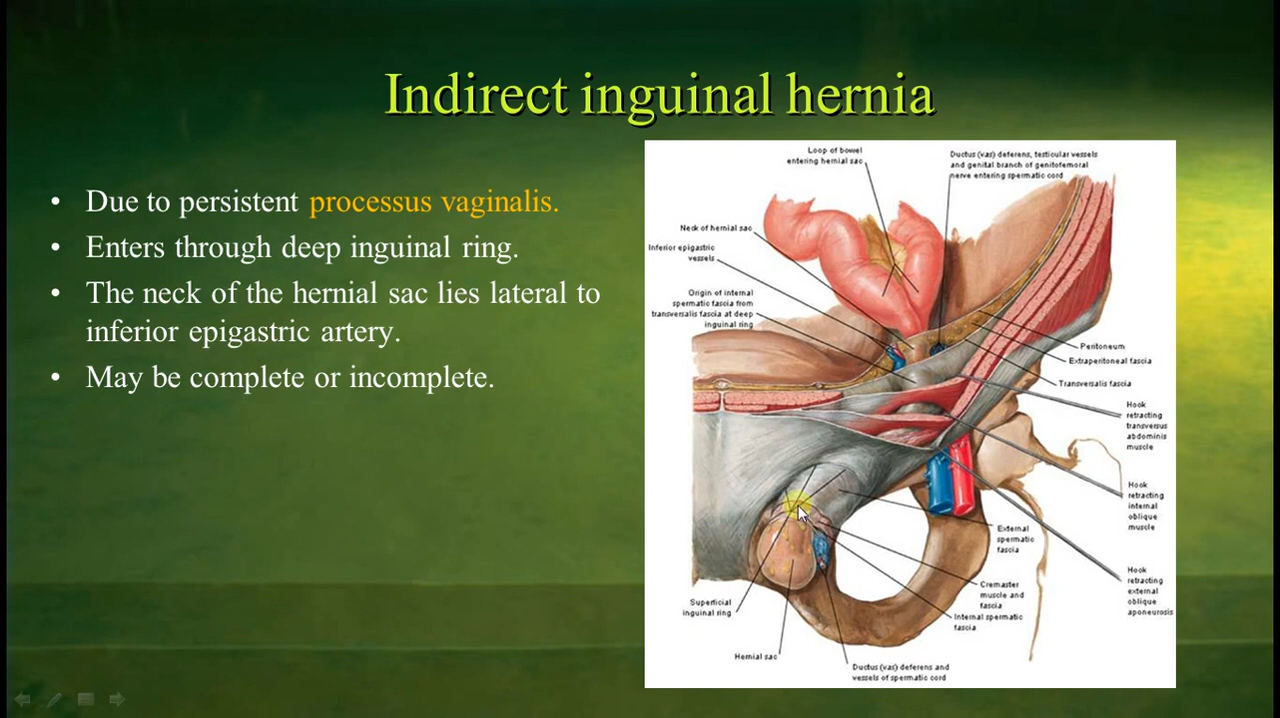 Indirect inguinal hernia
• Due to persistent processus vaginalis.
• Enters through deep inguinal ring.
• The neck of the hernial sac lies lateral to
inferior epigastric artery.
• May be complete or incomplete.
Loop of bowel
entering hernial sac
Ductus (vas) deferens, testicular vessels
and genital branch of genitofemoral
nerve entering spermatic cord
Neck of hernial sac
Inferior epigastric
vessels
Origin of internal
spermatic fascia from
transversalis fascia at deep
inguinal ring
Peritoneum
Extraperitoneal fascia
Transversalis fascia
Hook
retracting
transversus
abdominis
muscle
Hook
retracting
internal
oblique
muscle
External
spermatic
fascia
Hook
retracting
external
oblique
aponeurosis
Cremaster
muscle and
fascia
Superficial
inguinal ring
Internal spermatic
fascia
Hernial sac
Ductus (vas) deferens and
vessels of spermatic cord